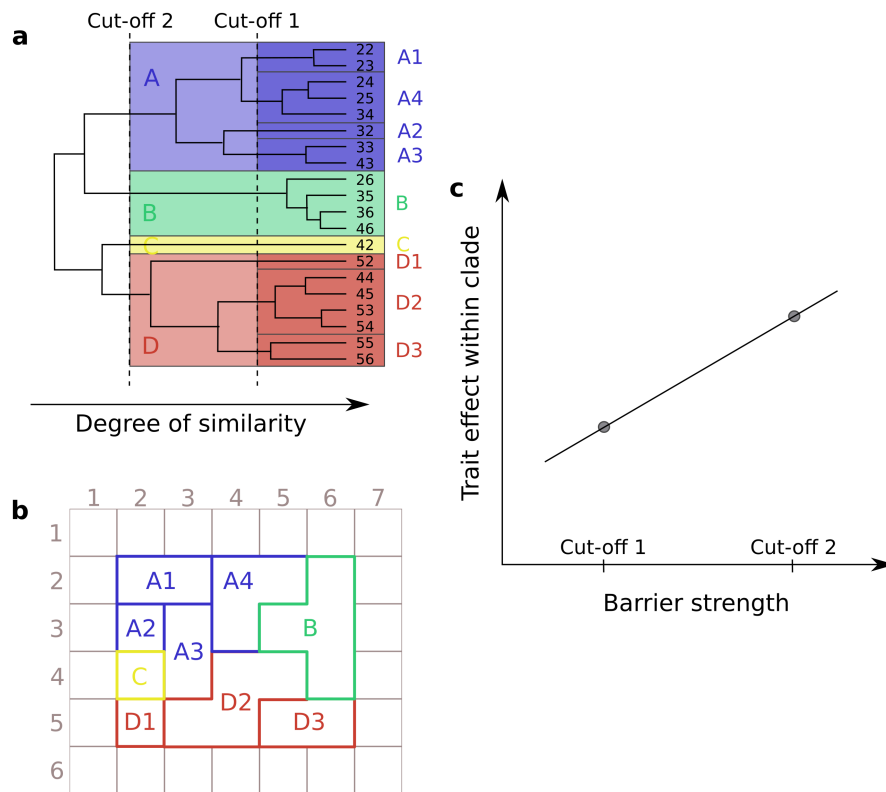 Cut-off 2 Cut-off 1
a
A
22
23
A1
24
25
34
A4
32
A2
33
43
A3
B
26
35
36
46
B
C
42
C
52
D1
44
45
53
54
D2
D
55
56
D3
Degree of similarity
b
1 2 3 4 5 6 7
1
2
3
4
5
6
A1 A4
A2 A3 B
C
D2
D1 D3
c
Trait effect within clade
Cut-off 1 Cut-off 2
Barrier strength